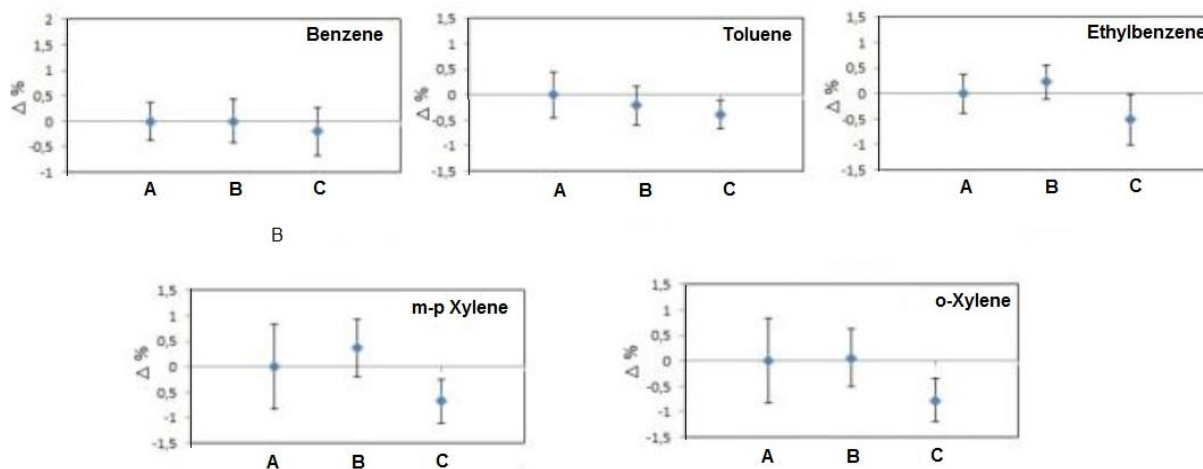 Benzene
Δ %
2
1,5
1
0,5
0
-0,5
-1
A B C
Toluene
Δ %
1,5
1
0,5
0
-0,5
-1
-1,5
A B C
Ethylbenzene
Δ %
1,5
1
0,5
0
-0,5
-1
-1,5
A B C
B
m-p Xylene
Δ %
1,5
1
0,5
0
-0,5
-1
-1,5
A B C
o-Xylene
Δ %
1,5
1
0,5
0
-0,5
-1
-1,5
A B C